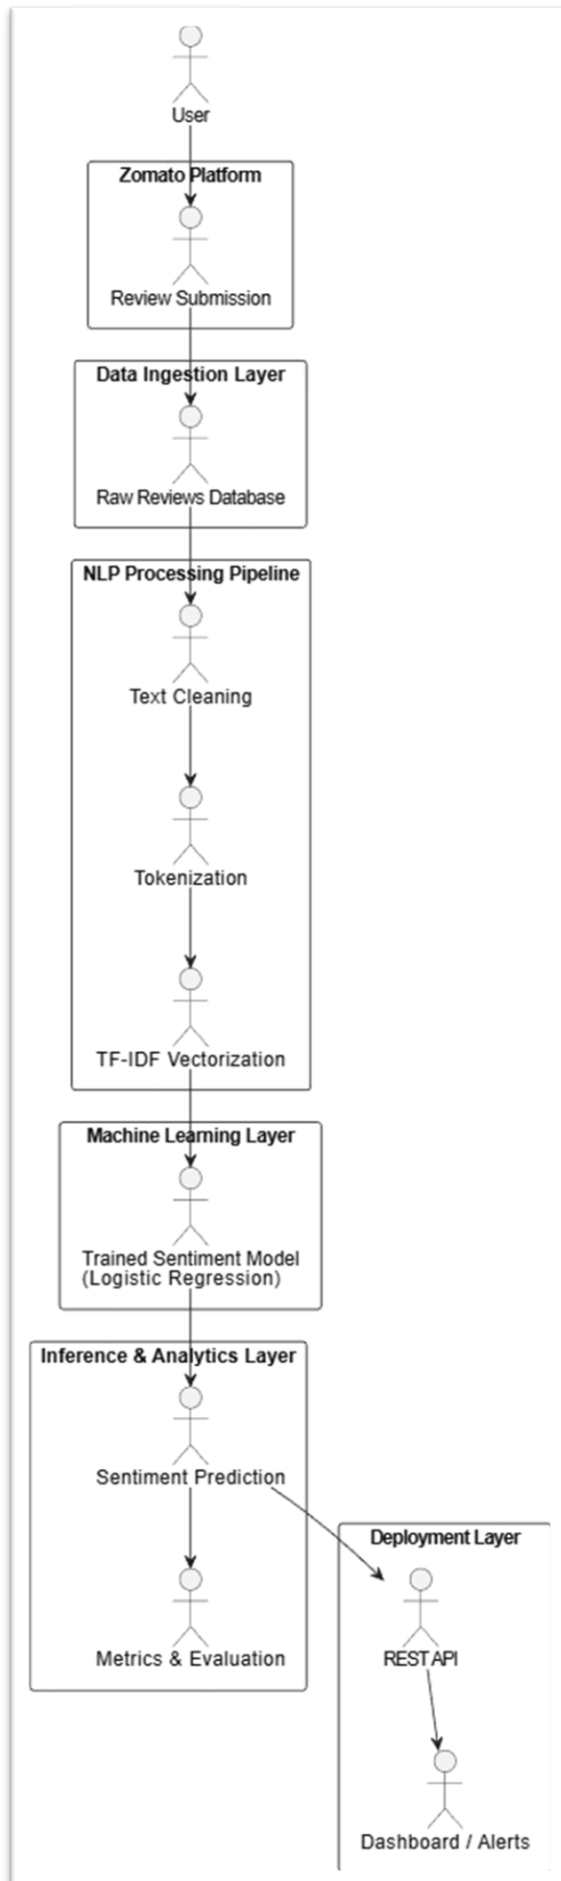 User
Zomato Platform
Review Submission
Data Ingestion Layer
Raw Reviews Database
NLP Processing Pipeline
Text Cleaning
Tokenization
TF-IDF Vectorization
Machine Learning Layer
Trained Sentiment Model
(Logistic Regression)
Inference & Analytics Layer
Sentiment Prediction
Deployment Layer
Metrics & Evaluation
REST API
Dashboard / Alerts